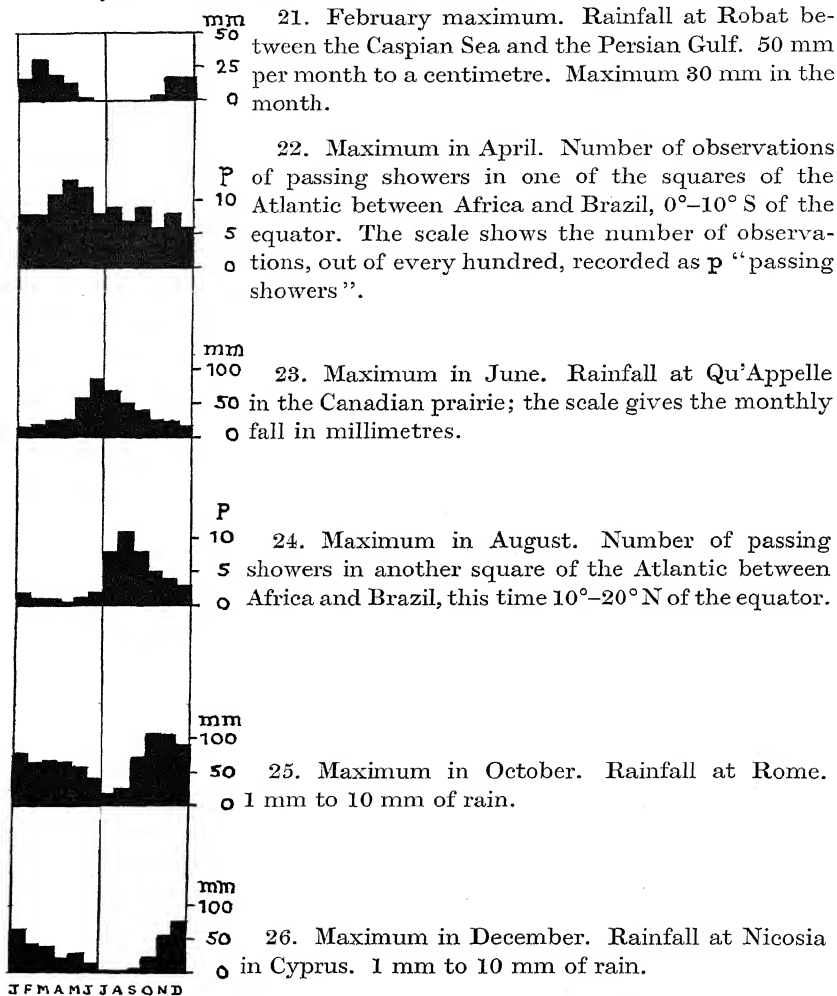 mm
50
25
0
21. February maximum. Rainfall at Robat be-
tween the Caspian Sea and the Persian Gulf. 50 mm
per month to a centimetre. Maximum 30 mm in the
month.
P
10
5
0
22. Maximum in April. Number of observations
of passing showers in one of the squares of the
Atlantic between Africa and Brazil, 0°–10° S of the
equator. The scale shows the number of observa-
tions, out of every hundred, recorded as p “passing
showers”.
mm
100
50
0
23. Maximum in June. Rainfall at Qu'Appelle
in the Canadian prairie; the scale gives the monthly
fall in millimetres.
P
10
5
0
24. Maximum in August. Number of passing
showers in another square of the Atlantic between
Africa and Brazil, this time 10°–20° N of the equator.
mm
100
50
0
25. Maximum in October. Rainfall at Rome.
1 mm to 10 mm of rain.
mm
100
50
0
26. Maximum in December. Rainfall at Nicosia
in Cyprus. 1 mm to 10 mm of rain.
J F M A M J J A S O N D